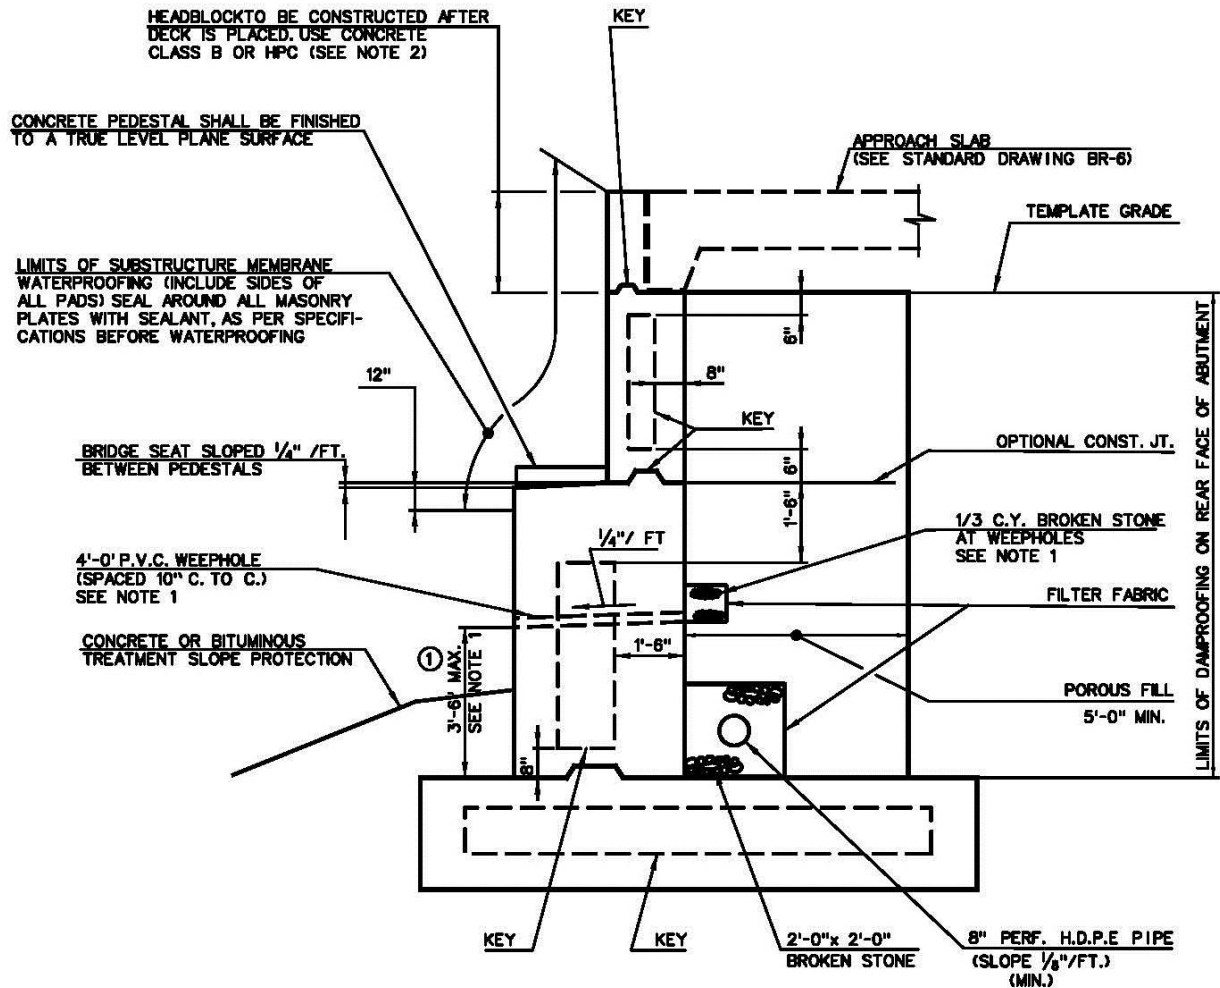 HEADBLOCKTO BE CONSTRUCTED AFTER
DECK IS PLACED. USE CONCRETE
CLASS B OR HPC (SEE NOTE 2)
KEY
CONCRETE PEDESTAL SHALL BE FINISHED
TO A TRUE LEVEL PLANE SURFACE
APPROACH SLAB
(SEE STANDARD DRAWING BR-6)
TEMPLATE GRADE
LIMITS OF SUBSTRUCTURE MEMBRANE
WATERPROOFING (INCLUDE SIDES OF
ALL PADS) SEAL AROUND ALL MASONRY
PLATES WITH SEALANT, AS PER SPECIFI-
CATIONS BEFORE WATERPROOFING
6"
12"
8"
KEY
BRIDGE SEAT SLOPED 1/4" /FT.
BETWEEN PEDESTALS
OPTIONAL CONST. JT.
6"
1'-6"
1/4"/ FT
1/3 C.Y. BROKEN STONE
AT WEEPHOLES
SEE NOTE 1
4'-0' P.V.C. WEEPHOLE
(SPACED 10" C. TO C.)
SEE NOTE 1
FILTER FABRIC
CONCRETE OR BITUMINOUS
TREATMENT SLOPE PROTECTION
1
3'-6" MAX.
SEE NOTE 1
1'-6"
POROUS FILL
5'-0" MIN.
LIMITS OF DAMPROOFING ON REAR FACE OF ABUTMENT
8"
KEY
KEY
2'-0"x 2'-0"
BROKEN STONE
8" PERF. H.D.P.E PIPE
(SLOPE 1/8"/FT.)
(MIN.)